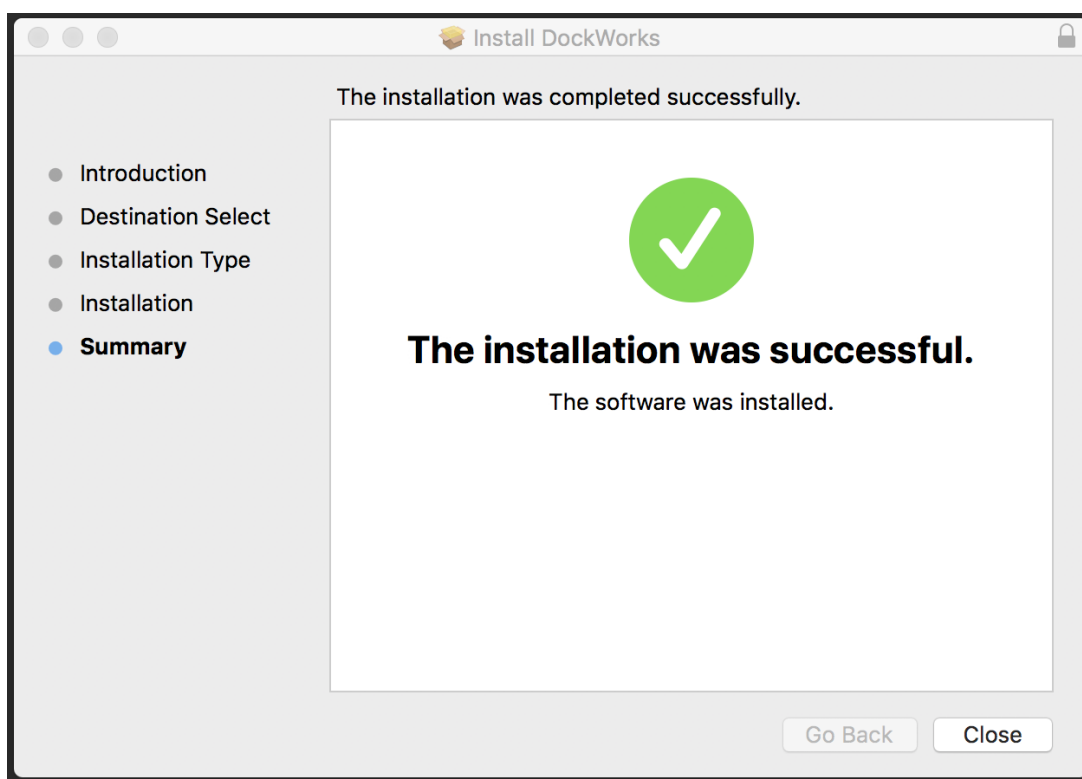 Install DockWorks
The installation was completed successfully.
Introduction
Destination Select
Installation Type
Installation
Summary
The installation was successful.
The software was installed.
Go Back
Close